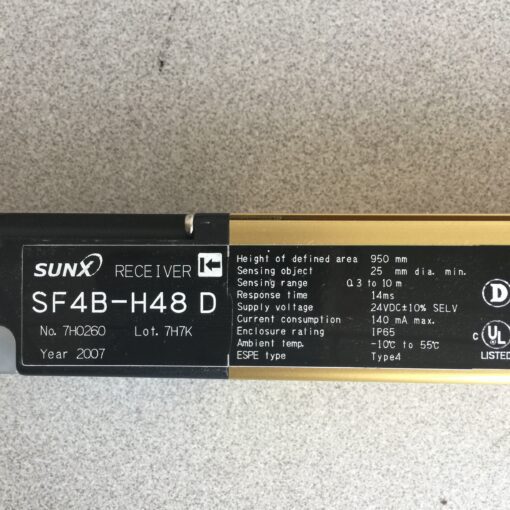 SUNX RECEIVER
SF4B-H48 D
No. 7H0260 Lot. 7H7K
Year 2007
Height of defined area 950 mm
Sensing object 25 mm dia. min.
Sensing range 0.3 to 10 m
Response time 14ms
Supply voltage 24VDC±10% SELV
Current consumption 140 mA max.
Enclosure rating IP65
Ambient temp. -10℃ to 55℃
ESPE type Type4
D
C UL
LISTED